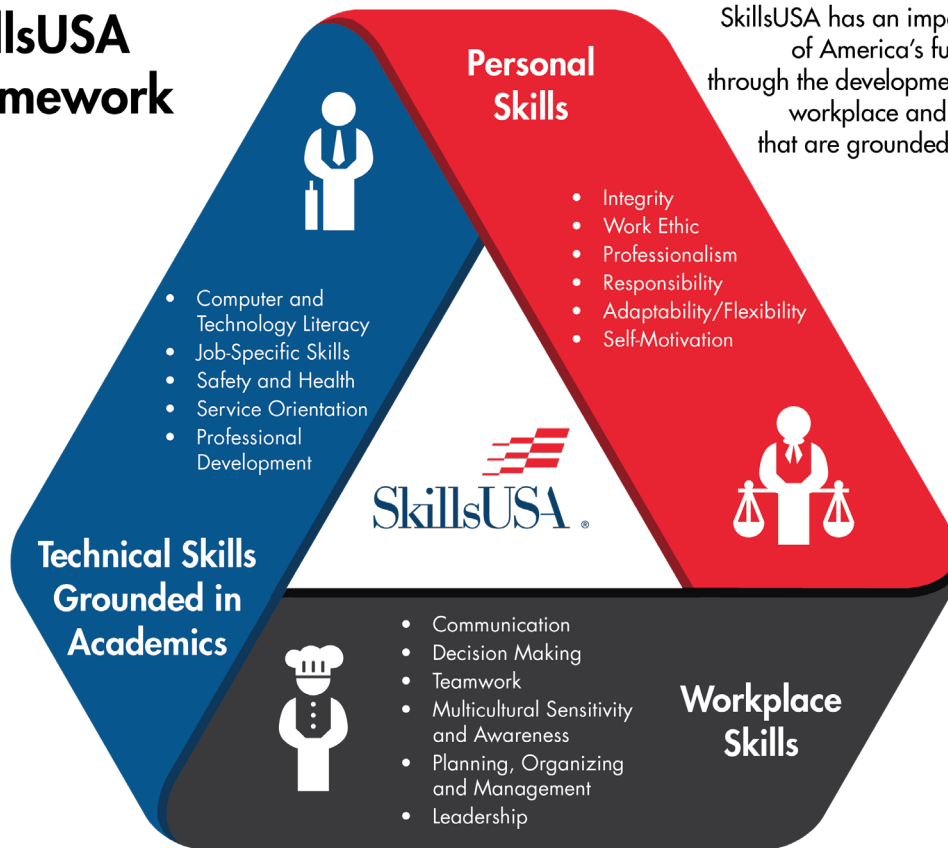 llsUSA
mework
SkillsUSA has an imp
of America's fu
through the developme
workplace and
that are grounded
Personal
Skills
• Integrity
• Work Ethic
• Professionalism
• Responsibility
• Adaptability/Flexibility
• Self-Motivation
• Computer and
Technology Literacy
• Job-Specific Skills
• Safety and Health
• Service Orientation
• Professional
Development
SkillsUSA®
Technical Skills
Grounded in
Academics
• Communication
• Decision Making
• Teamwork
• Multicultural Sensitivity
and Awareness
• Planning, Organizing
and Management
• Leadership
Workplace
Skills